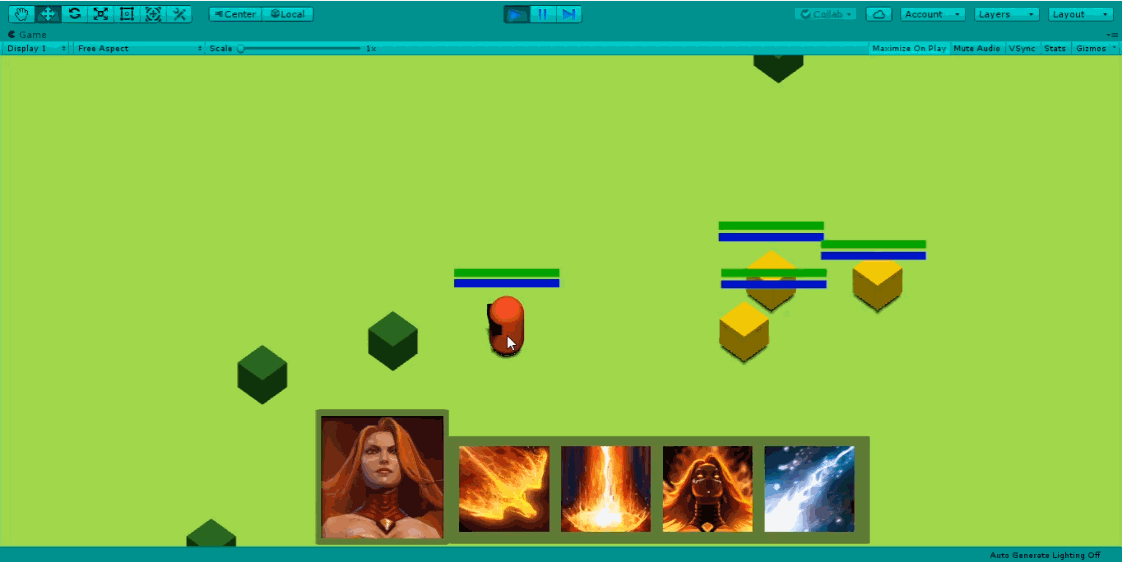 Center Local Collab Account Layers Layout
Game
Display 1 Free Aspect Scale 1x Maximize On Play Mute Audio VSync Stats Gizmos
Auto Generate Lighting Off